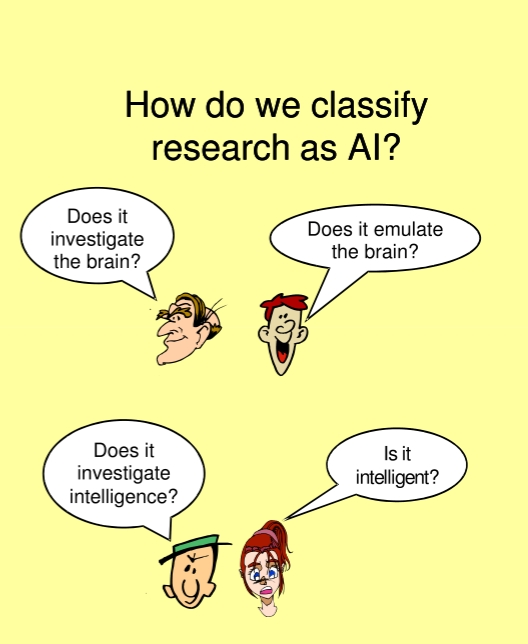 How do we classify
research as AI?
Does it
investigate
the brain?
Does it emulate
the brain?
Does it
investigate
intelligence?
Is it
intelligent?